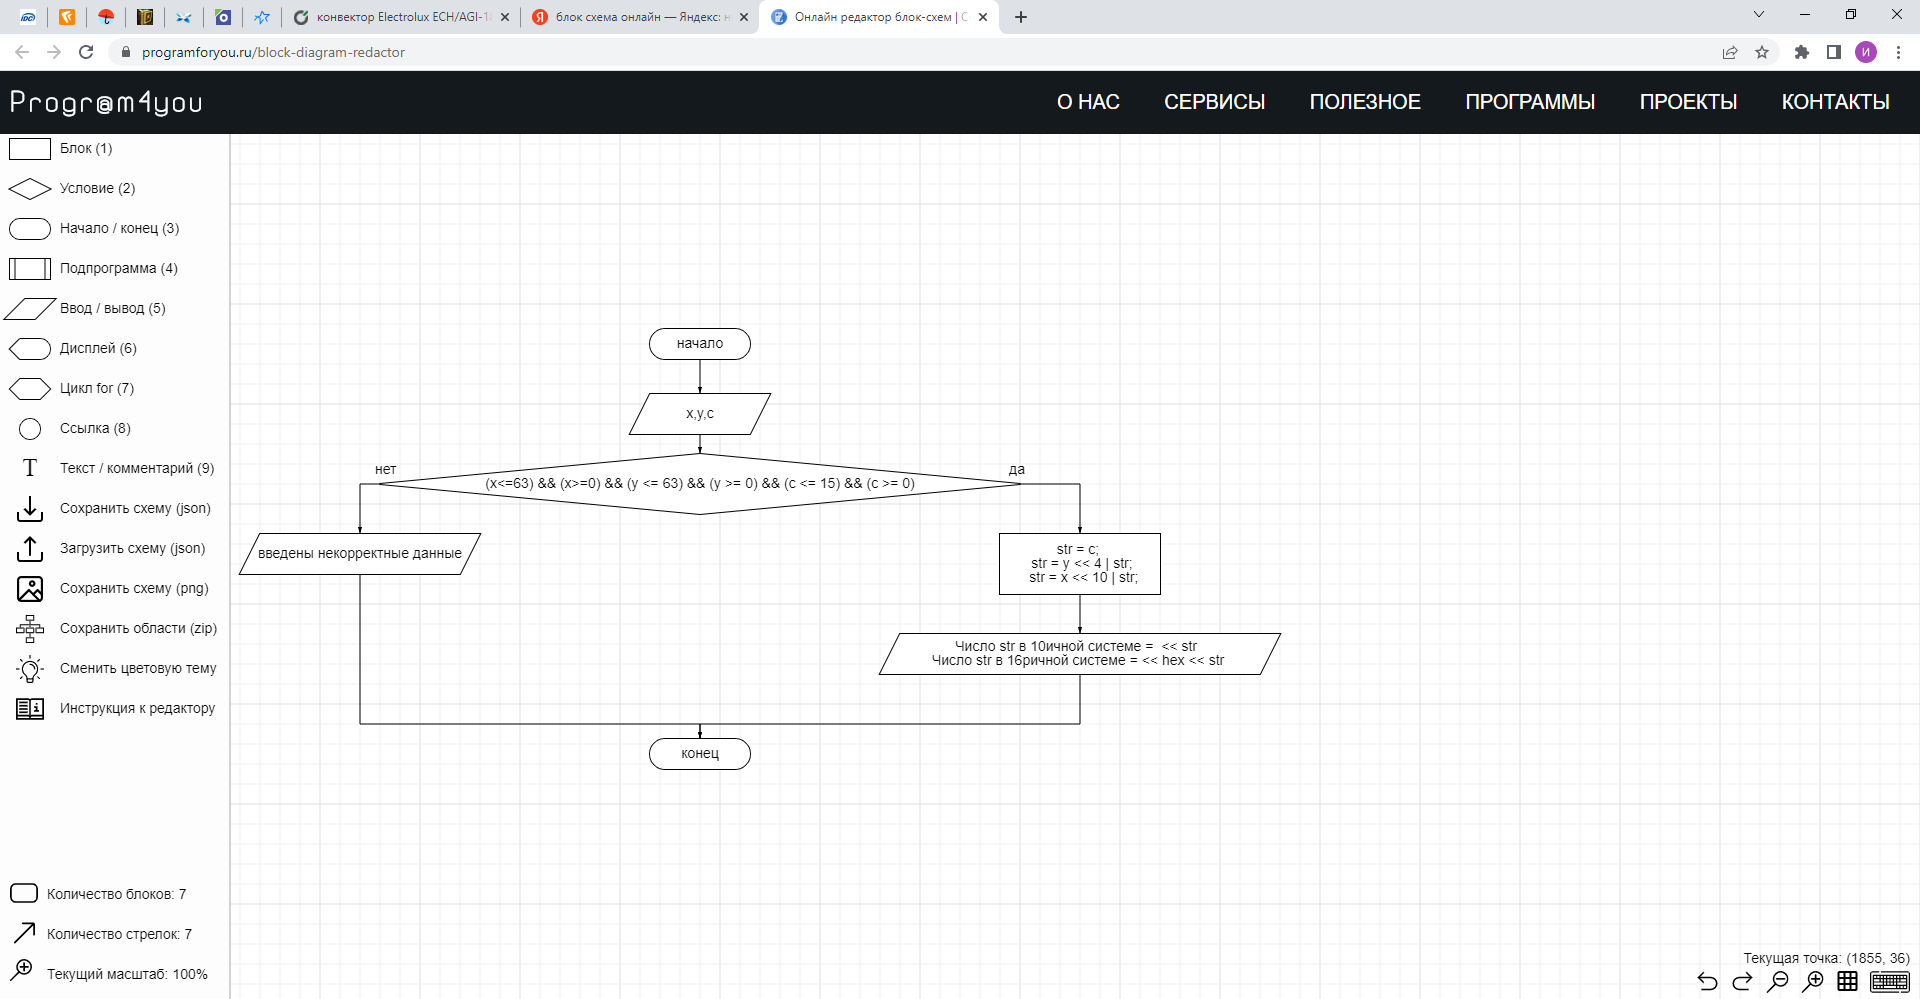 конвектор Electrolux ECH/AGI-1
блок схема онлайн — Яндекс: н
Онлайн редактор блок-схем | С
programforyou.ru/block-diagram-redactor
И
Progr@m4you
О НАС
СЕРВИСЫ
ПОЛЕЗНОЕ
ПРОГРАММЫ
ПРОЕКТЫ
КОНТАКТЫ
Блок (1)
Условие (2)
Начало / конец (3)
Подпрограмма (4)
Ввод / вывод (5)
Дисплей (6)
Цикл for (7)
Ссылка (8)
Текст / комментарий (9)
Сохранить схему (json)
Загрузить схему (json)
Сохранить схему (png)
Сохранить области (zip)
Сменить цветовую тему
Инструкция к редактору
Количество блоков: 7
Количество стрелок: 7
Текущий масштаб: 100%
начало
x,y,c
нет
да
(x<=63) && (x>=0) && (y <= 63) && (y >= 0) && (c <= 15) && (c >= 0)
введены некорректные данные
str = c;
str = y << 4 | str;
str = x << 10 | str;
Число str в 10ичной системе =  << str
Число str в 16ричной системе = << hex << str
конец
Текущая точка: (1855, 36)